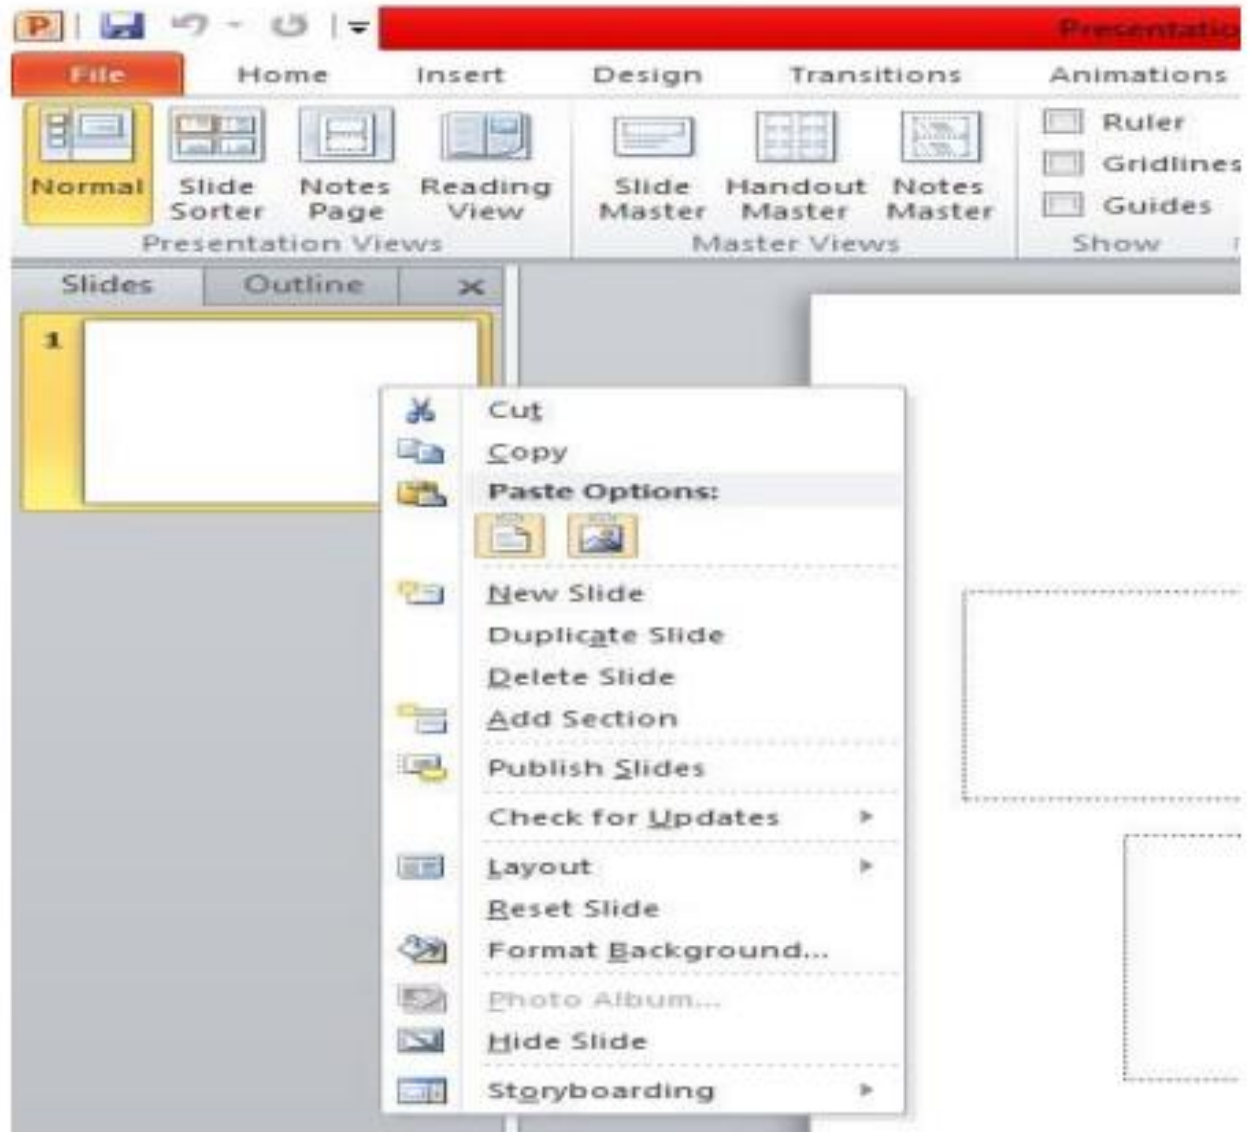 Presentatio
File Home Insert Design Transitions Animations
Normal Slide Sorter Notes Page Reading View Slide Master Handout Master Notes Master
Ruler
Gridlines
Guides
Presentation Views Master Views Show
Slides Outline
1
Cut
Copy
Paste Options:
New Slide
Duplicate Slide
Delete Slide
Add Section
Publish Slides
Check for Updates
Layout
Reset Slide
Format Background...
Photo Album...
Hide Slide
Storyboarding